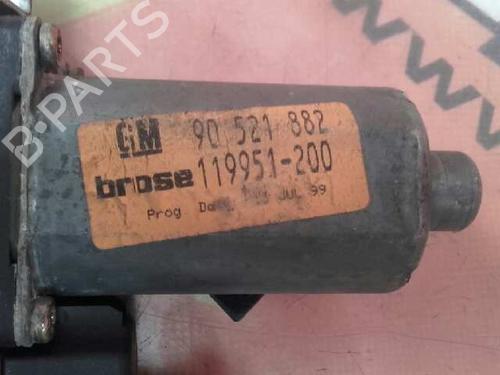 B-PARTS
GM 90 521 882
brose 119951-200
Prog JUL 99